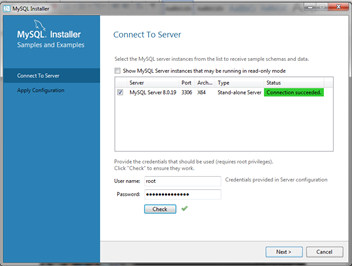 MySQL Installer
MySQL. Installer
Samples and Examples
Connect To Server
Apply Configuration
Connect To Server
Select the MySQL server instances from the list to receive sample schemas and data.
Show MySQL Server instances that may be running in read-only mode
Server Port Arch... Type Status
MySQL Server 8.0.19 3306 X64 Stand-alone Server Connection succeeded.
Provide the credentials that should be used (requires root privileges).
Click "Check" to ensure they work.
User name: root Credentials provided in Server configuration
Password: **************
Check
Next > Cancel